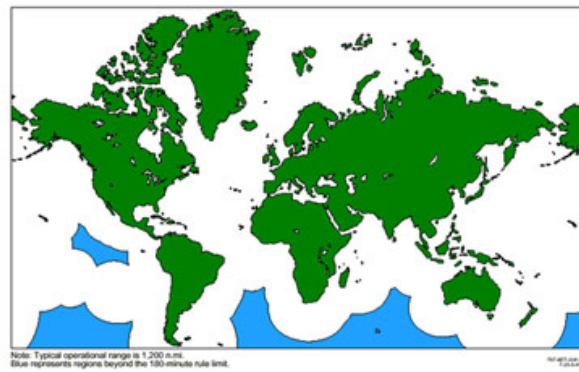 Note: Typical operational range is 1,200 n.mi.
Blue represents regions beyond the 180-minute rule limit.